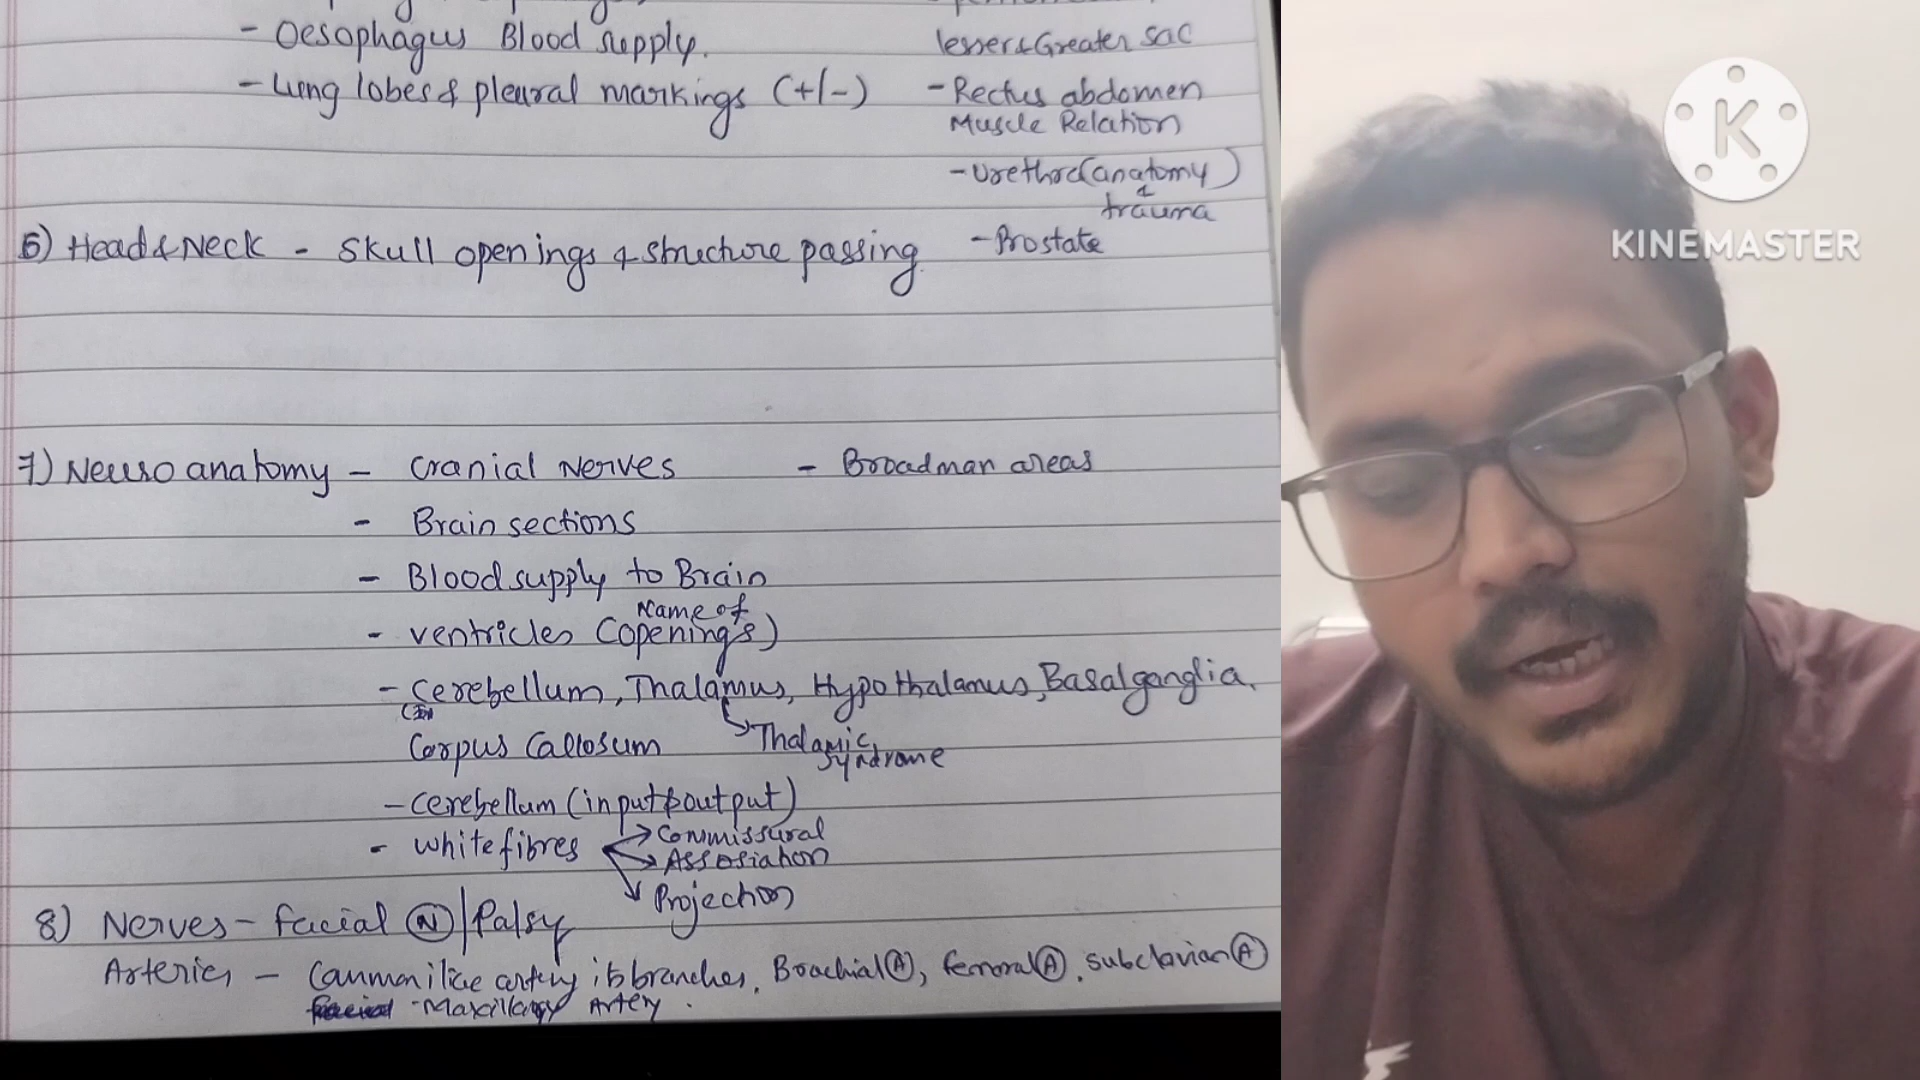 - Oesophagus Blood supply.
lesser & Greater sac
- Lung lobes & pleural markings (+/-)
- Rectus abdomen
Muscle Relation
- Urethra (anatomy
&
trauma
)
6) Head & Neck - Skull openings & structure passing.
- Prostate
7) Neuro anatomy - Cranial Nerves
- Broadman areas
- Brain sections
- Blood supply to Brain
Name of
- ventricles (openings)
- Cerebellum, Thalamus, Hypothalamus, Basal ganglia,
Corpus Callosum
Thalamic
syndrome
- Cerebellum (input & output)
- white fibres
Commissural
Assosiation
Projection
8) Nerves - Facial N / Palsy
Arteries - Common iliac artery its branches, Brachial A, femoral A, subclavian A
- Maxillary Artery.
K
KINEMASTER